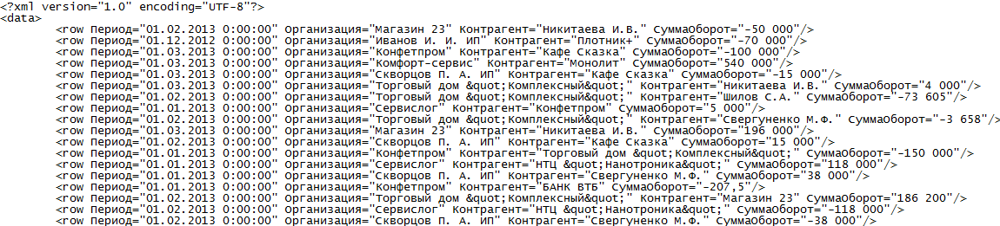 <?xml version="1.0" encoding="UTF-8"?>
<data>
<row Период="01.02.2013 0:00:00" Организация="Магазин 23" Контрагент="Никитаева И.В." СуммаОборот="-50 000"/>
<row Период="01.12.2012 0:00:00" Организация="Иванов И. И. ИП" Контрагент="Плотник+" СуммаОборот="-70 000"/>
<row Период="01.03.2013 0:00:00" Организация="Конфетпром" Контрагент="Кафе Сказка" СуммаОборот="-100 000"/>
<row Период="01.03.2013 0:00:00" Организация="Комфорт-сервис" Контрагент="Монолит" СуммаОборот="540 000"/>
<row Период="01.03.2013 0:00:00" Организация="Скворцов П. А. ИП" Контрагент="Кафе Сказка" СуммаОборот="-15 000"/>
<row Период="01.03.2013 0:00:00" Организация="Торговый дом &quot;Комплексный&quot;" Контрагент="Никитаева И.В." СуммаОборот="4 000"/>
<row Период="01.02.2013 0:00:00" Организация="Торговый дом &quot;Комплексный&quot;" Контрагент="Шилов С.А." СуммаОборот="-73 605"/>
<row Период="01.01.2013 0:00:00" Организация="Сервислог" Контрагент="Конфетпром" СуммаОборот="5 000"/>
<row Период="01.02.2013 0:00:00" Организация="Торговый дом &quot;Комплексный&quot;" Контрагент="Свергуненко М.Ф." СуммаОборот="-3 658"/>
<row Период="01.03.2013 0:00:00" Организация="Магазин 23" Контрагент="Никитаева И.В." СуммаОборот="196 000"/>
<row Период="01.02.2013 0:00:00" Организация="Скворцов П. А. ИП" Контрагент="Кафе Сказка" СуммаОборот="15 000"/>
<row Период="01.01.2013 0:00:00" Организация="Конфетпром" Контрагент="Торговый дом &quot;Комплексный&quot;" СуммаОборот="-150 000"/>
<row Период="01.01.2013 0:00:00" Организация="Сервислог" Контрагент="НТЦ &quot;Нанотроника&quot;" СуммаОборот="118 000"/>
<row Период="01.01.2013 0:00:00" Организация="Скворцов П. А. ИП" Контрагент="Свергуненко М.Ф." СуммаОборот="38 000"/>
<row Период="01.01.2013 0:00:00" Организация="Конфетпром" Контрагент="БАНК ВТБ" СуммаОборот="-207,5"/>
<row Период="01.02.2013 0:00:00" Организация="Торговый дом &quot;Комплексный&quot;" Контрагент="Магазин 23" СуммаОборот="186 200"/>
<row Период="01.02.2013 0:00:00" Организация="Сервислог" Контрагент="НТЦ &quot;Нанотроника&quot;" СуммаОборот="-118 000"/>
<row Период="01.02.2013 0:00:00" Организация="Скворцов П. А. ИП" Контрагент="Свергуненко М.Ф." СуммаОборот="-38 000"/>